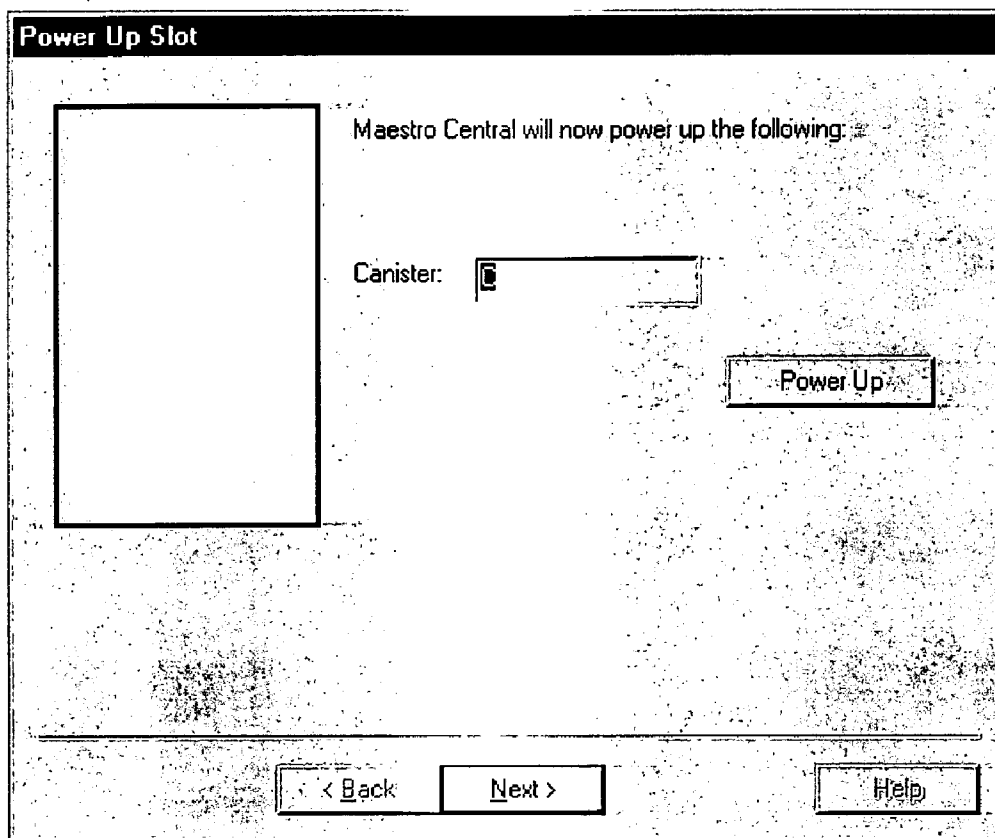 Power Up Slot
Maestro Central will now power up the following:
Canister:
Power Up
< Back
Next >
Help